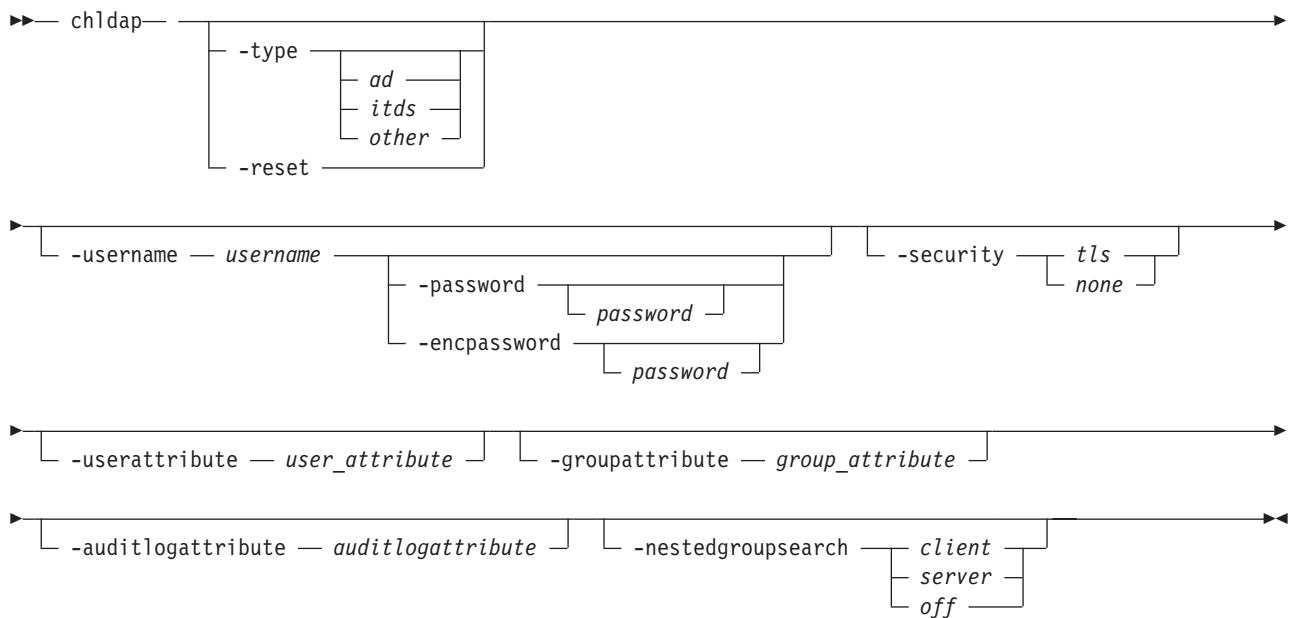 chldap
-type
ad
itds
other
-reset
-username username -security tls
-password none
password
-encpassword
password
-userattribute user_attribute -groupattribute group_attribute
-auditlogattribute auditlogattribute -nestedgroupsearch client
server
off